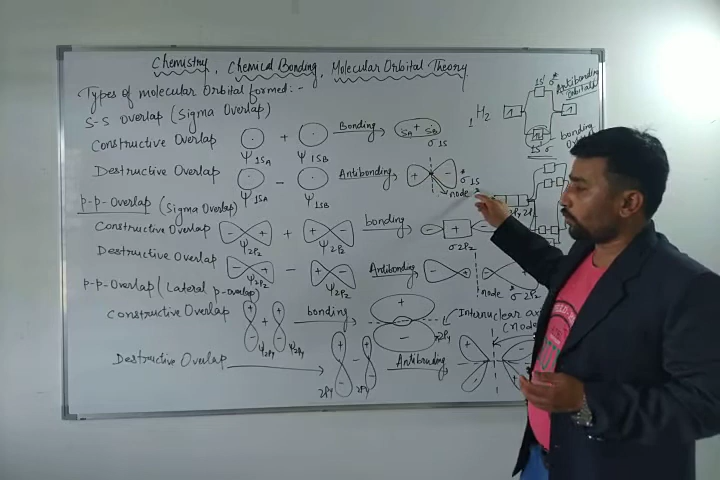 Chemistry, Chemical Bonding, Molecular Orbital Theory
Types of molecular Orbital formed:-
S-S Overlap (Sigma Overlap)
Constructive Overlap + Bonding SA + SB σ 1S
Ψ1SA Ψ1SB
Destructive Overlap - Antibonding + - σ* 1S
Ψ1SA Ψ1SB node
P-P-Overlap (Sigma Overlap)
Constructive Overlap - + + + - bonding - + - σ2Pz
Ψ2Pz Ψ2Pz
Destructive Overlap - + - + - Antibonding - + + - node σ* 2Pz
Ψ2Pz Ψ2Pz
P-P-Overlap (Lateral p-overlap)
Constructive Overlap + - + + - bonding + - Internuclear
Ψ2Py Ψ2Py (node
Destructive Overlap + - - + - Antibonding + - - +
2Py 2Py
1H2 1S σ* Antibonding
Orbitals
1S σ bonding